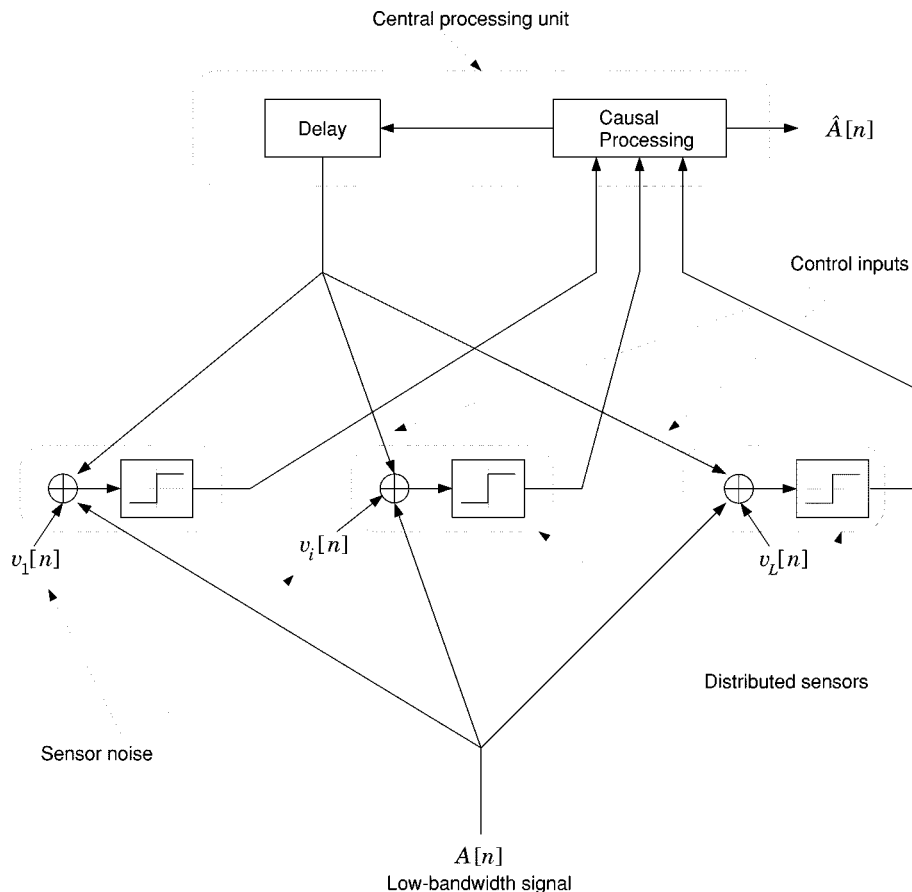 Central processing unit
Delay
Causal
Processing
Â[n]
Control inputs
v₁[n]
vᵢ[n]
v_L[n]
Distributed sensors
Sensor noise
A[n]
Low-bandwidth signal